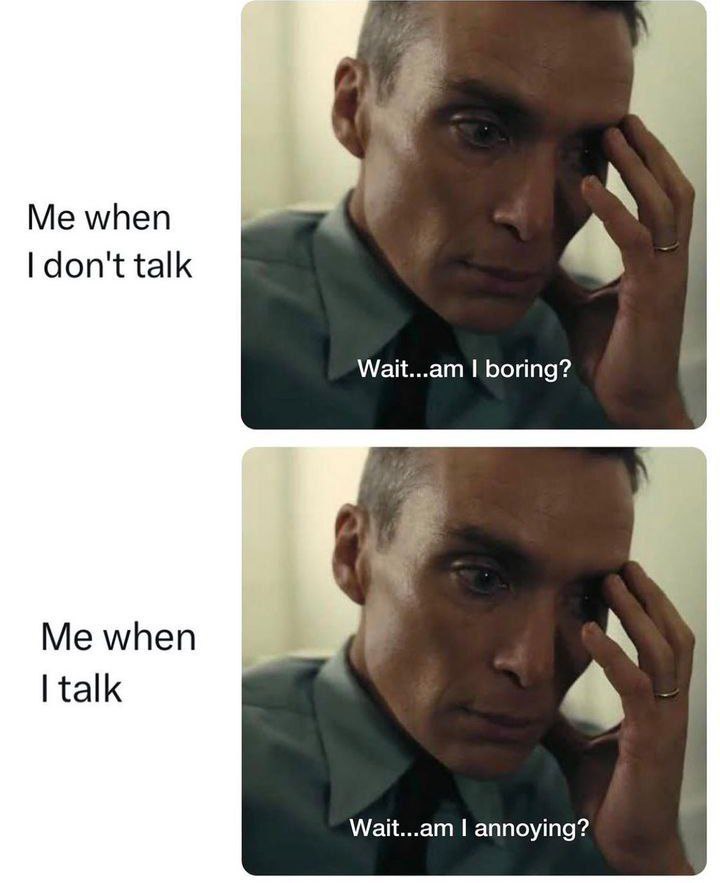 Me when
I don't talk
Wait...am I boring?
Me when
I talk
Wait...am I annoying?